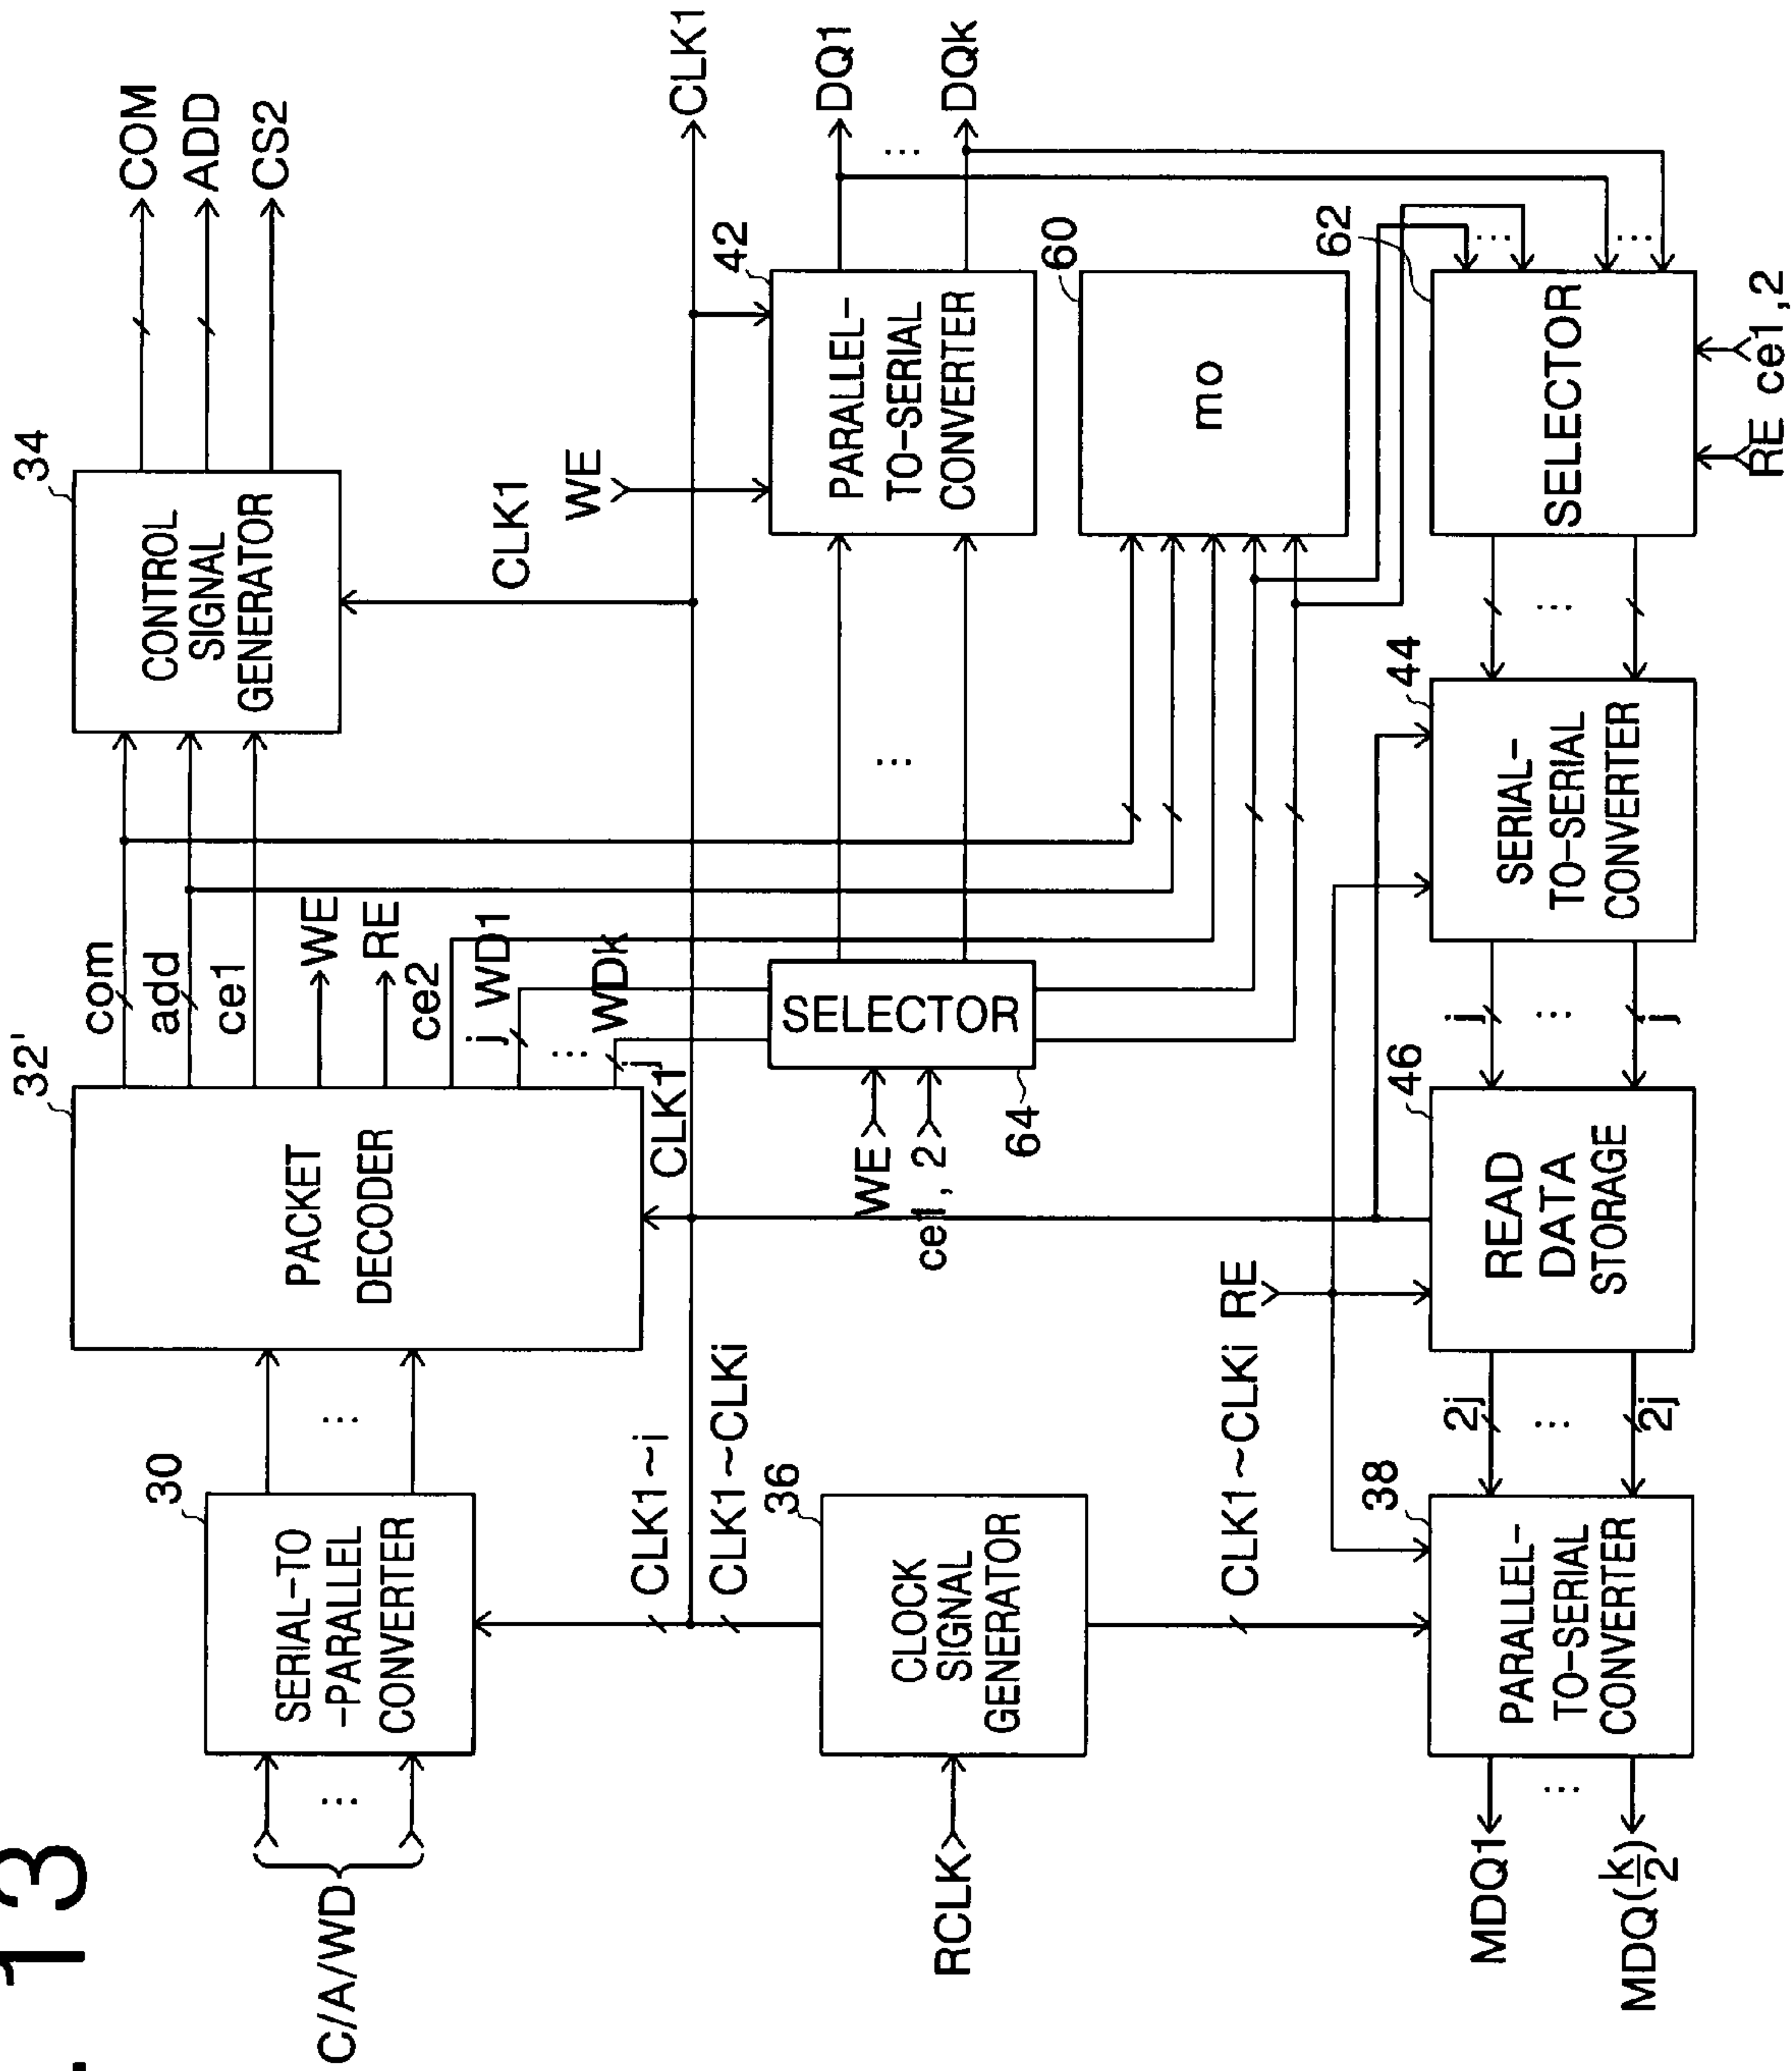 . 13
C/A/WD
30
SERIAL-TO
-PARALLEL
CONVERTER
32'
PACKET
DECODER
com
add
ce1
WE
RE
ce2
j WD1
...
WDk
j
CLK1
34
CONTROL
SIGNAL
GENERATOR
COM
ADD
CS2
CLK1
CLK1~i
CLK1~CLKi
RCLK
36
CLOCK
SIGNAL
GENERATOR
CLK1~CLKi
WE
ce1, 2
64
SELECTOR
...
WE
42
PARALLEL-
TO-SERIAL
CONVERTER
CLK1
DQ1
...
DQk
60
mo
62
SELECTOR
...
...
RE ce1,2
...
44
SERIAL-
TO-SERIAL
CONVERTER
j
...
j
46
READ
DATA
STORAGE
RE
2j
...
2j
38
PARALLEL-
TO-SERIAL
CONVERTER
MDQ1
...
MDQ(k/2)